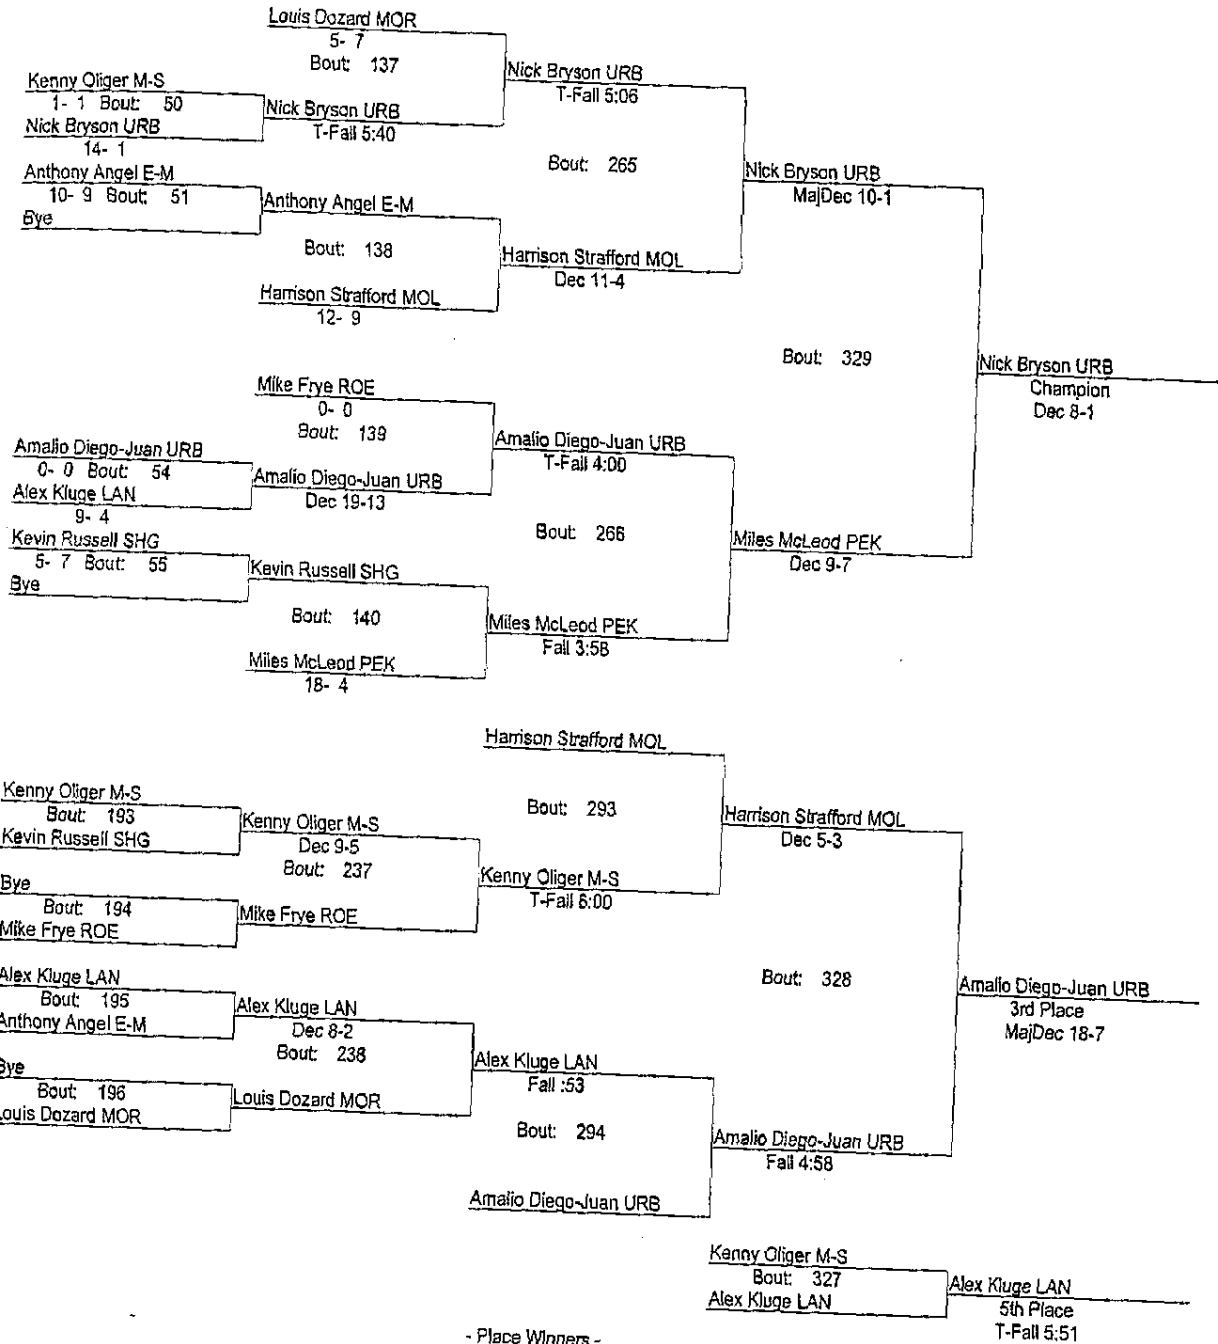 Louis Dozard MOR
5- 7
Bout: 137
Kenny Oliger M-S
1- 1 Bout: 50
Nick Bryson URB
14- 1
Nick Bryson URB
T-Fall 5:40
Nick Bryson URB
T-Fall 5:06
Anthony Angel E-M
10- 9 Bout: 51
Bye
Anthony Angel E-M
Bout: 138
Harrison Strafford MOL
12- 9
Harrison Strafford MOL
Dec 11-4
Bout: 265
Nick Bryson URB
MajDec 10-1
Bout: 329
Nick Bryson URB
Champion
Dec 8-1
Mike Frye ROE
0- 0
Bout: 139
Amalio Diego-Juan URB
0- 0 Bout: 54
Alex Kluge LAN
9- 4
Amalio Diego-Juan URB
Dec 19-13
Amalio Diego-Juan URB
T-Fall 4:00
Kevin Russell SHG
5- 7 Bout: 55
Bye
Kevin Russell SHG
Bout: 140
Miles McLeod PEK
18- 4
Miles McLeod PEK
Fall 3:58
Bout: 266
Miles McLeod PEK
Dec 9-7
Harrison Strafford MOL
Bout: 293
Kenny Oliger M-S
Bout: 193
Kevin Russell SHG
Kenny Oliger M-S
Dec 9-5
Bout: 237
Bye
Bout: 194
Mike Frye ROE
Mike Frye ROE
Kenny Oliger M-S
T-Fall 6:00
Harrison Strafford MOL
Dec 5-3
Alex Kluge LAN
Bout: 195
Anthony Angel E-M
Alex Kluge LAN
Dec 8-2
Bout: 238
Bye
Bout: 196
Louis Dozard MOR
Louis Dozard MOR
Alex Kluge LAN
Fall :53
Bout: 294
Amalio Diego-Juan URB
Amalio Diego-Juan URB
Fall 4:58
Bout: 328
Amalio Diego-Juan URB
3rd Place
MajDec 18-7
Kenny Oliger M-S
Bout: 327
Alex Kluge LAN
Alex Kluge LAN
5th Place
T-Fall 5:51
- Place Winners -